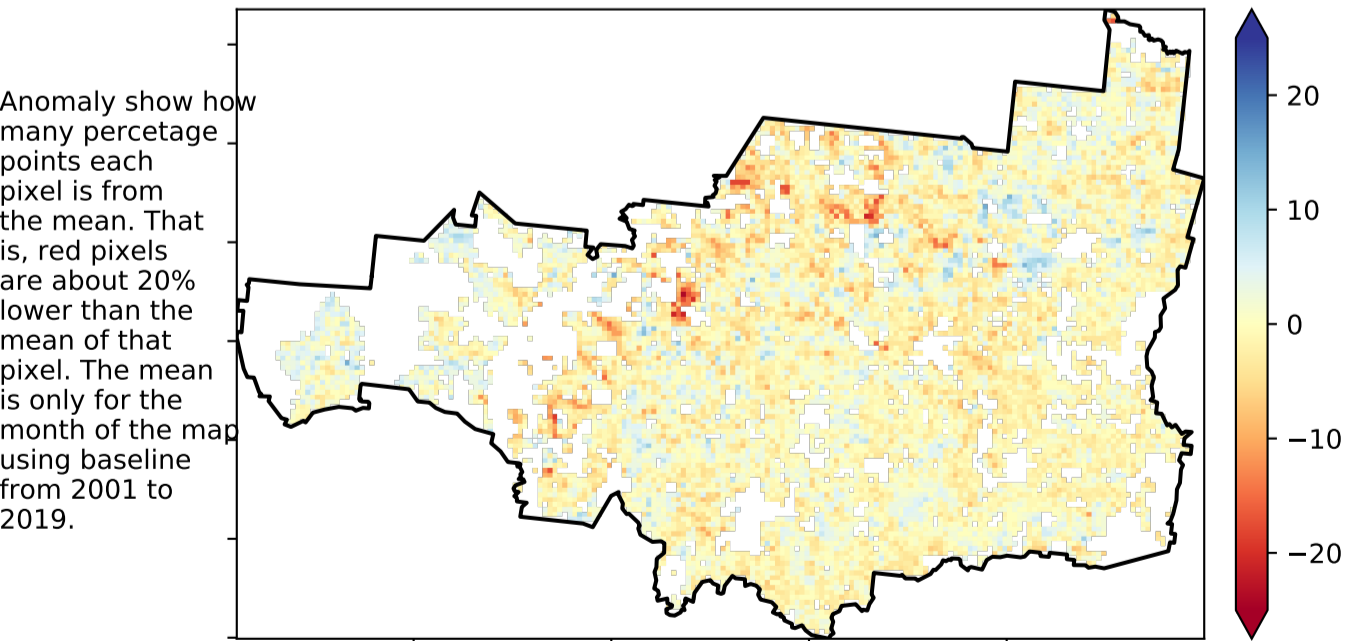 Anomaly show how
many percetage
points each
pixel is from
the mean. That
is, red pixels
are about 20%
lower than the
mean of that
pixel. The mean
is only for the
month of the map
using baseline
from 2001 to
2019.
20
10
0
−10
−20